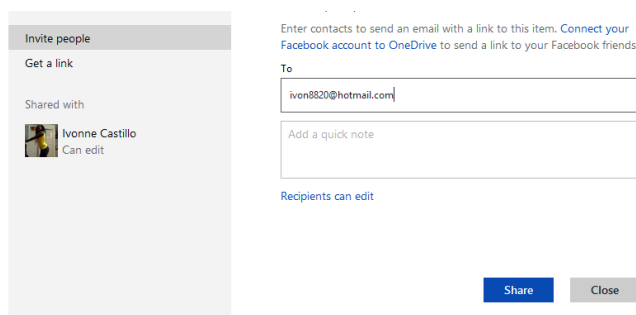 Invite people
Get a link
Shared with
Ivonne Castillo
Can edit
Enter contacts to send an email with a link to this item. Connect your
Facebook account to OneDrive to send a link to your Facebook friends
To
ivon8820@hotmail.com
Add a quick note
Recipients can edit
Share
Close